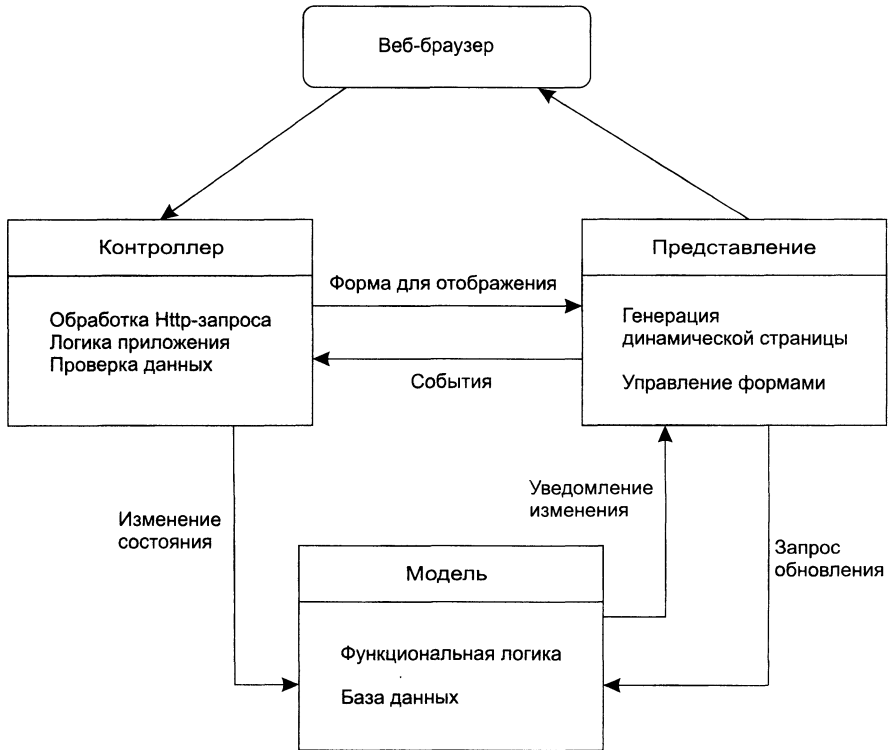 Веб-браузер
Контроллер
Обработка Http-запроса
Логика приложения
Проверка данных
Форма для отображения
События
Представление
Генерация
динамической страницы
Управление формами
Изменение
состояния
Уведомление
изменения
Запрос
обновления
Модель
Функциональная логика
База данных